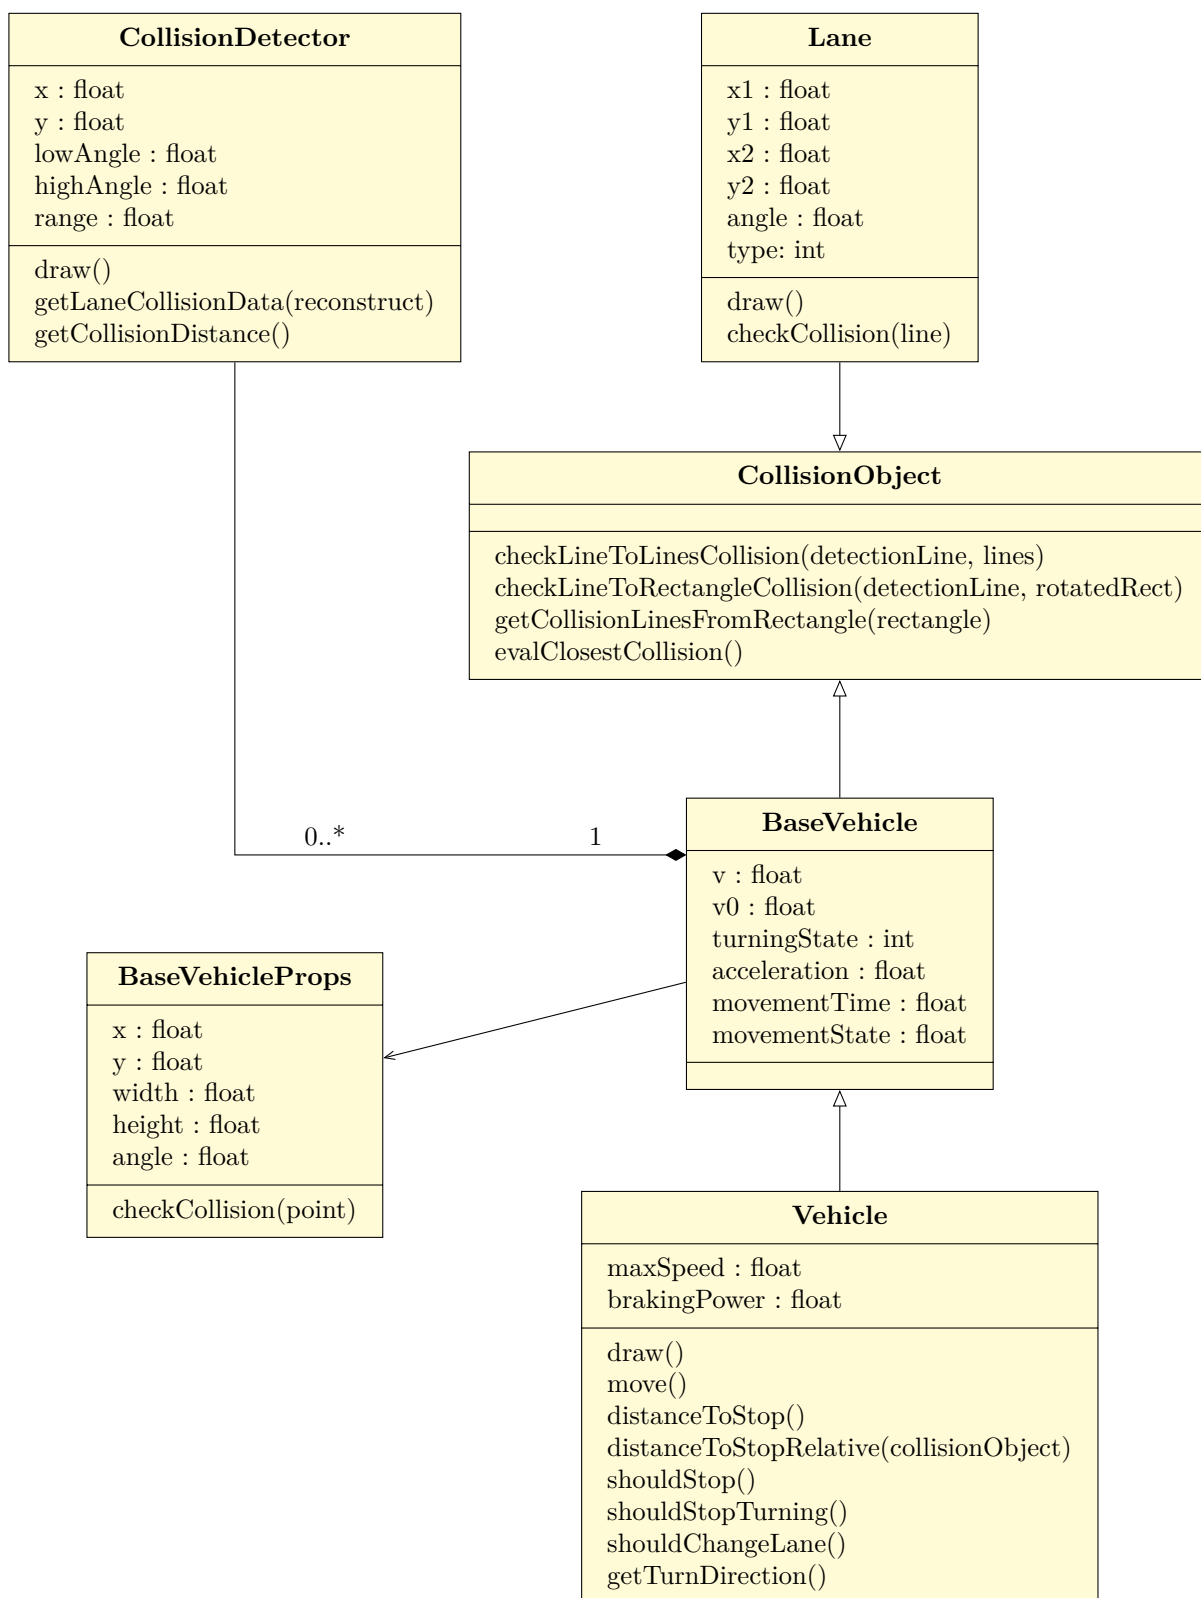 CollisionDetector
x : float
y : float
lowAngle : float
highAngle : float
range : float
draw()
getLaneCollisionData(reconstruct)
getCollisionDistance()
Lane
x1 : float
y1 : float
x2 : float
y2 : float
angle : float
type: int
draw()
checkCollision(line)
CollisionObject
checkLineToLinesCollision(detectionLine, lines)
checkLineToRectangleCollision(detectionLine, rotatedRect)
getCollisionLinesFromRectangle(rectangle)
evalClosestCollision()
0..*
1
BaseVehicle
v : float
v0 : float
turningState : int
acceleration : float
movementTime : float
movementState : float
BaseVehicleProps
x : float
y : float
width : float
height : float
angle : float
checkCollision(point)
Vehicle
maxSpeed : float
brakingPower : float
draw()
move()
distanceToStop()
distanceToStopRelative(collisionObject)
shouldStop()
shouldStopTurning()
shouldChangeLane()
getTurnDirection()